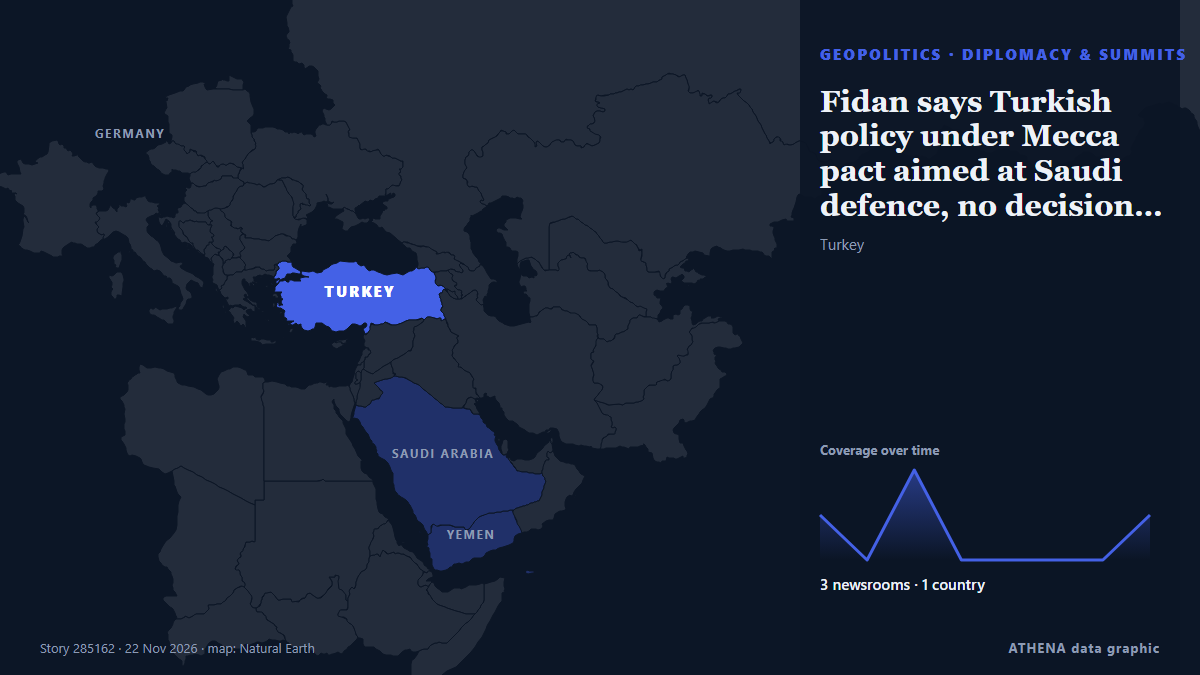 GEOPOLITICS · DIPLOMACY & SUMMITS
Fidan says Turkish
policy under Mecca
pact aimed at Saudi
defence, no decision...
Turkey
GERMANY
TURKEY
SAUDI ARABIA
YEMEN
Coverage over time
3 newsrooms · 1 country
Story 285162 · 22 Nov 2026 · map: Natural Earth
ATHENA data graphic